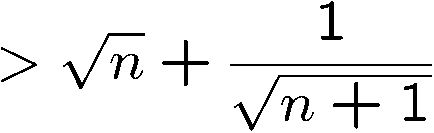 > √n + 1/√(n + 1)